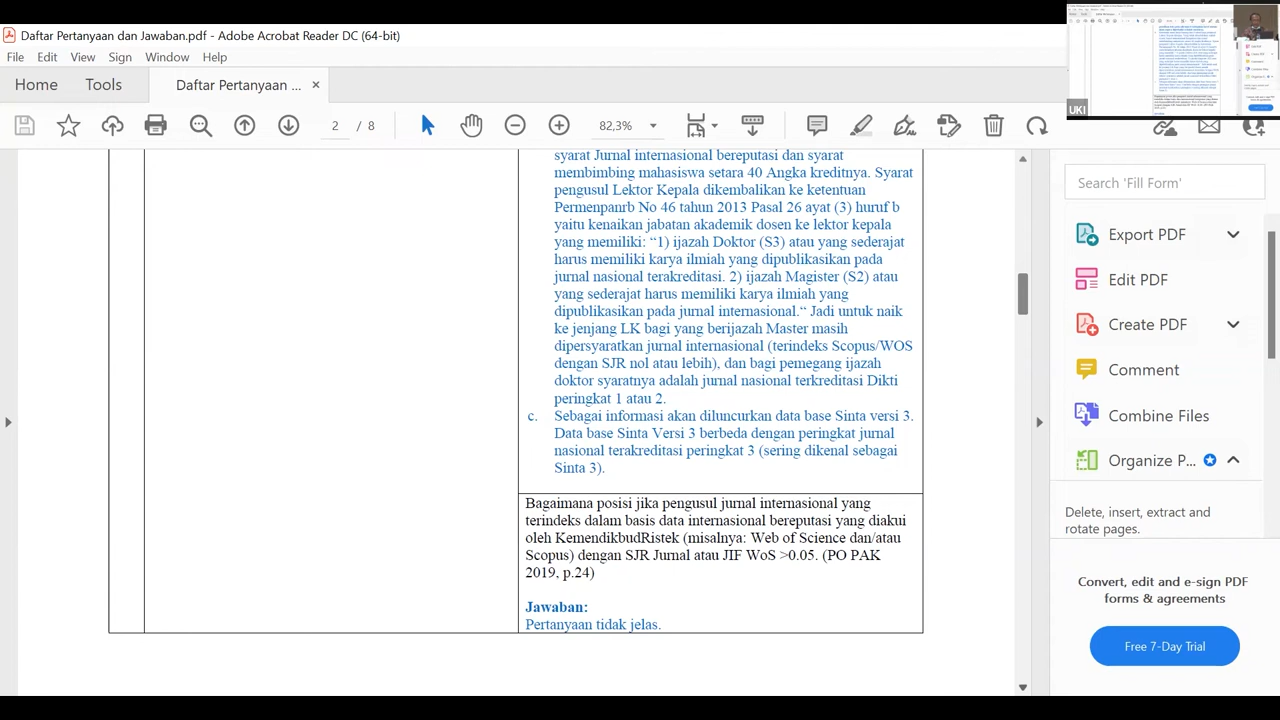 Daftar Pertanyaan dan Jawaban.pdf - Adobe Acrobat Reader DC (64-bit)
File Edit View Sign Window Help
Home Tools Daftar Pertanyaan ...
UKI
2 / 7
82.3%
syarat Jurnal internasional bereputasi dan syarat
membimbing mahasiswa setara 40 Angka kreditnya. Syarat
pengusul Lektor Kepala dikembalikan ke ketentuan
Permenpanrb No 46 tahun 2013 Pasal 26 ayat (3) huruf b
yaitu kenaikan jabatan akademik dosen ke lektor kepala
yang memiliki: “1) ijazah Doktor (S3) atau yang sederajat
harus memiliki karya ilmiah yang dipublikasikan pada
jurnal nasional terakreditasi. 2) ijazah Magister (S2) atau
yang sederajat harus memiliki karya ilmiah yang
dipublikasikan pada jurnal internasional.“ Jadi untuk naik
ke jenjang LK bagi yang berijazah Master masih
dipersyaratkan jurnal internasional (terindeks Scopus/WOS
dengan SJR nol atau lebih), dan bagi pemegang ijazah
doktor syaratnya adalah jurnal nasional terkreditasi Dikti
peringkat 1 atau 2.
c. Sebagai informasi akan diluncurkan data base Sinta versi 3.
Data base Sinta Versi 3 berbeda dengan peringkat jurnal
nasional terakreditasi peringkat 3 (sering dikenal sebagai
Sinta 3).
Bagaimana posisi jika pengusul jurnal internasional yang
terindeks dalam basis data internasional bereputasi yang diakui
oleh KemendikbudRistek (misalnya: Web of Science dan/atau
Scopus) dengan SJR Jurnal atau JIF WoS >0.05. (PO PAK
2019, p.24)
Jawaban:
Pertanyaan tidak jelas.
Search 'Fill Form'
Export PDF
Edit PDF
Create PDF
Comment
Combine Files
Organize P...
Delete, insert, extract and
rotate pages.
Convert, edit and e-sign PDF
forms & agreements
Free 7-Day Trial